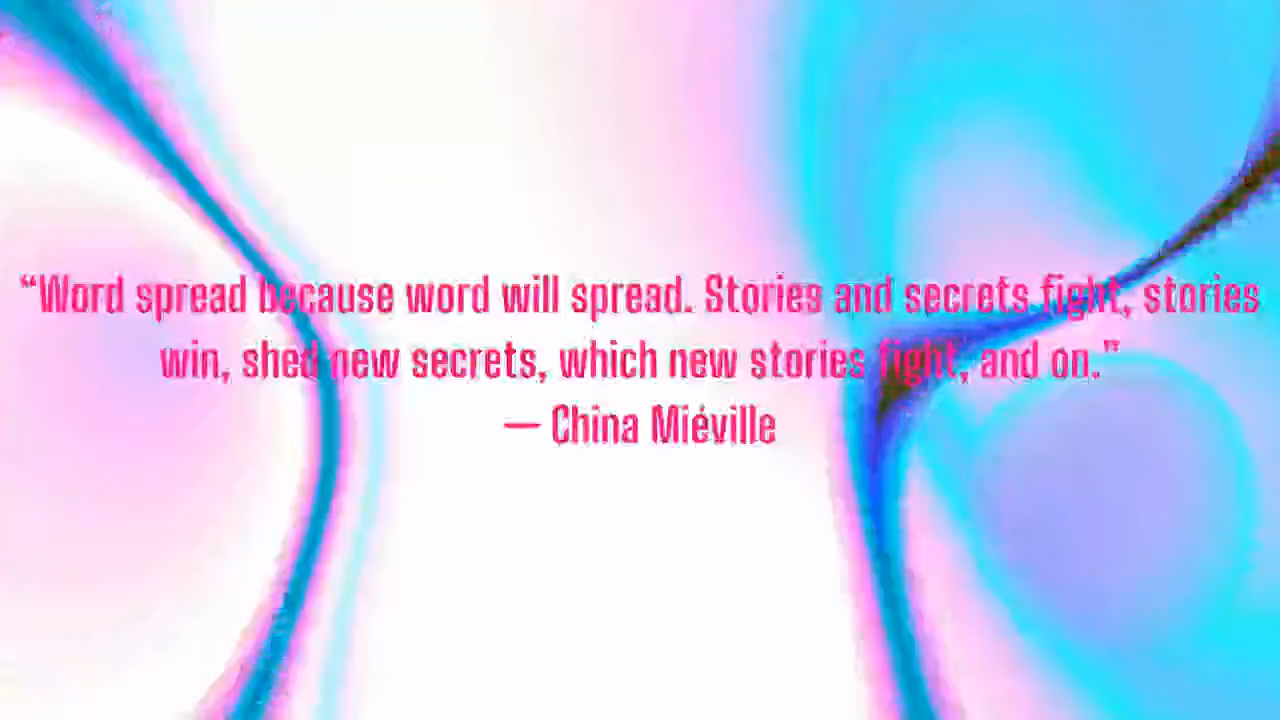 “Word spread because word will spread. Stories and secrets fight, stories
win, shed new secrets, which new stories fight, and on.”
— China Miéville